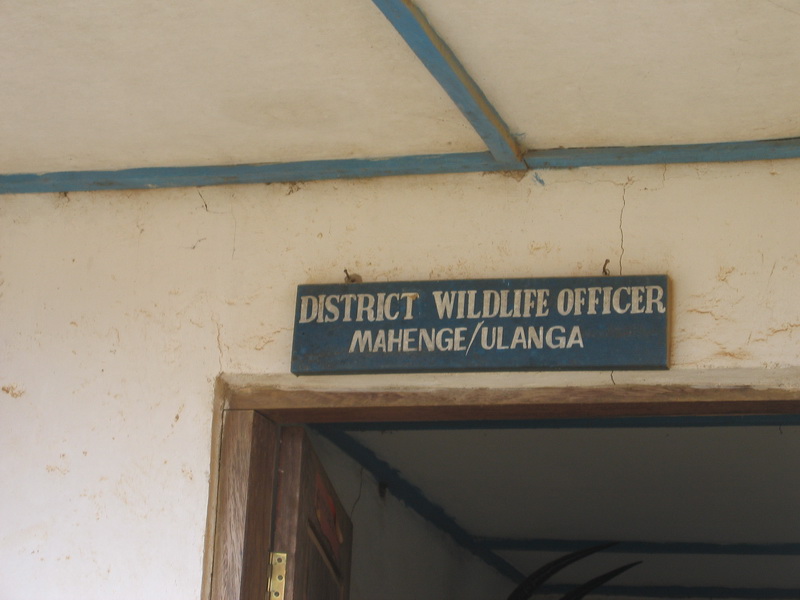 DISTRICT WILDLIFE OFFICER
MAHENGE/ULANGA